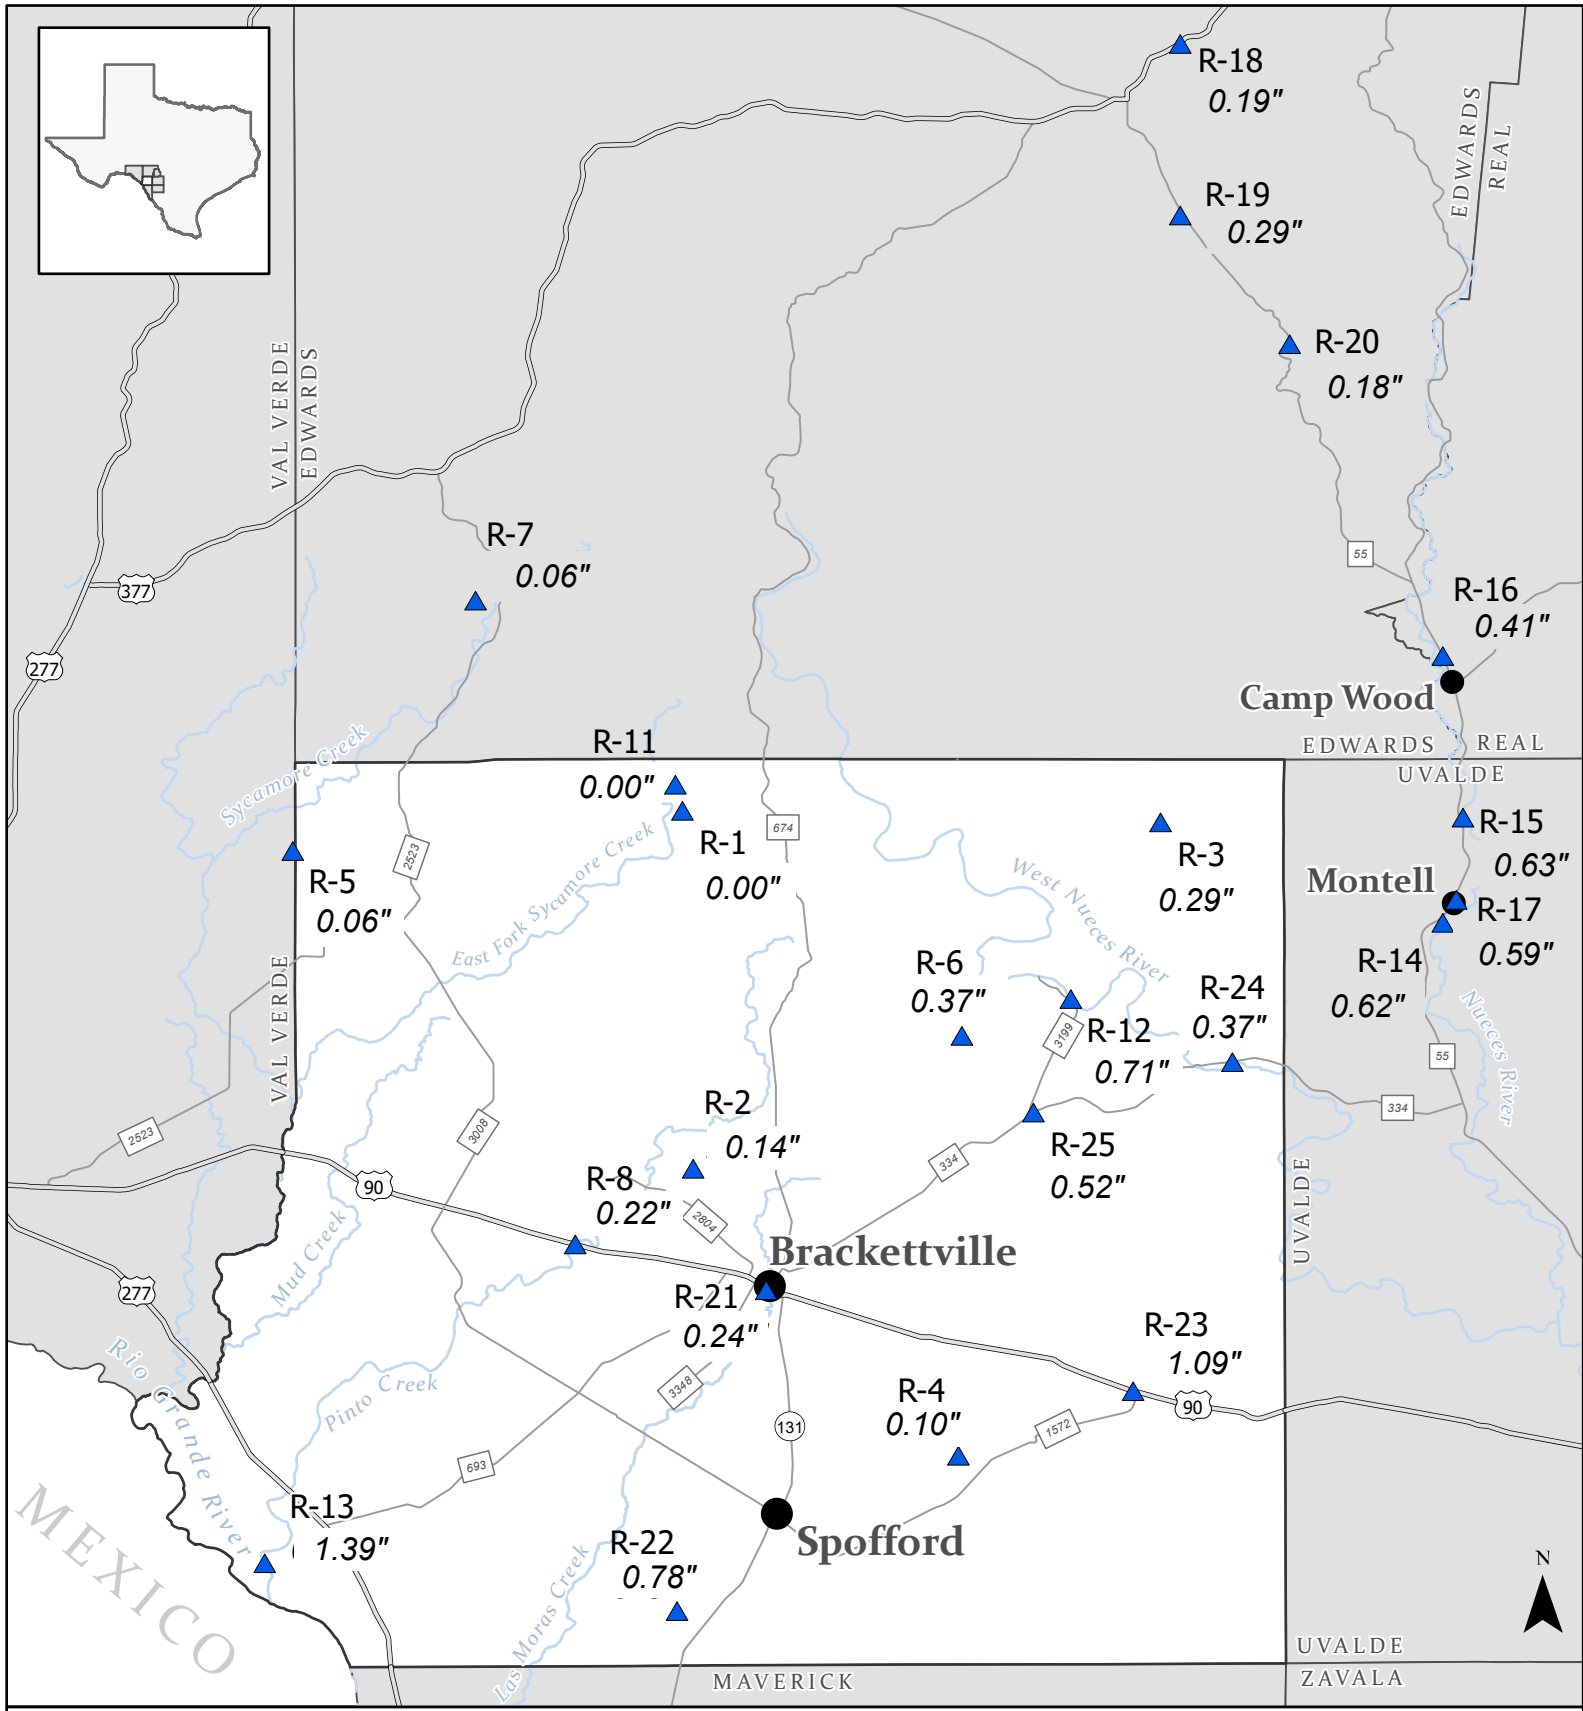 R-18
0.19"
EDWARDS
REAL
R-19
0.29"
R-20
0.18"
VAL VERDE
EDWARDS
R-7
0.06"
55
377
R-16
0.41"
277
Camp Wood
R-11
0.00"
EDWARDS REAL
UVALDE
Sycamore Creek
R-1
0.00"
674
R-15
0.63"
R-3
0.29"
2523
R-5
0.06"
East Fork Sycamore Creek
West Nueces River
Montell
R-17
0.59"
R-14
0.62"
R-6
0.37"
R-24
0.37"
VAL VERDE
R-12
0.71"
3199
Nueces River
55
334
R-2
0.14"
2523
3008
R-25
0.52"
334
90
R-8
0.22"
2804
UVALDE
Mud Creek
Brackettville
277
R-21
0.24"
R-23
1.09"
Rio Grande River
Pinto Creek
3348
R-4
0.10"
90
131
1572
693
MEXICO
R-13
1.39"
Spofford
R-22
0.78"
Las Moras Creek
N
UVALDE
MAVERICK
ZAVALA